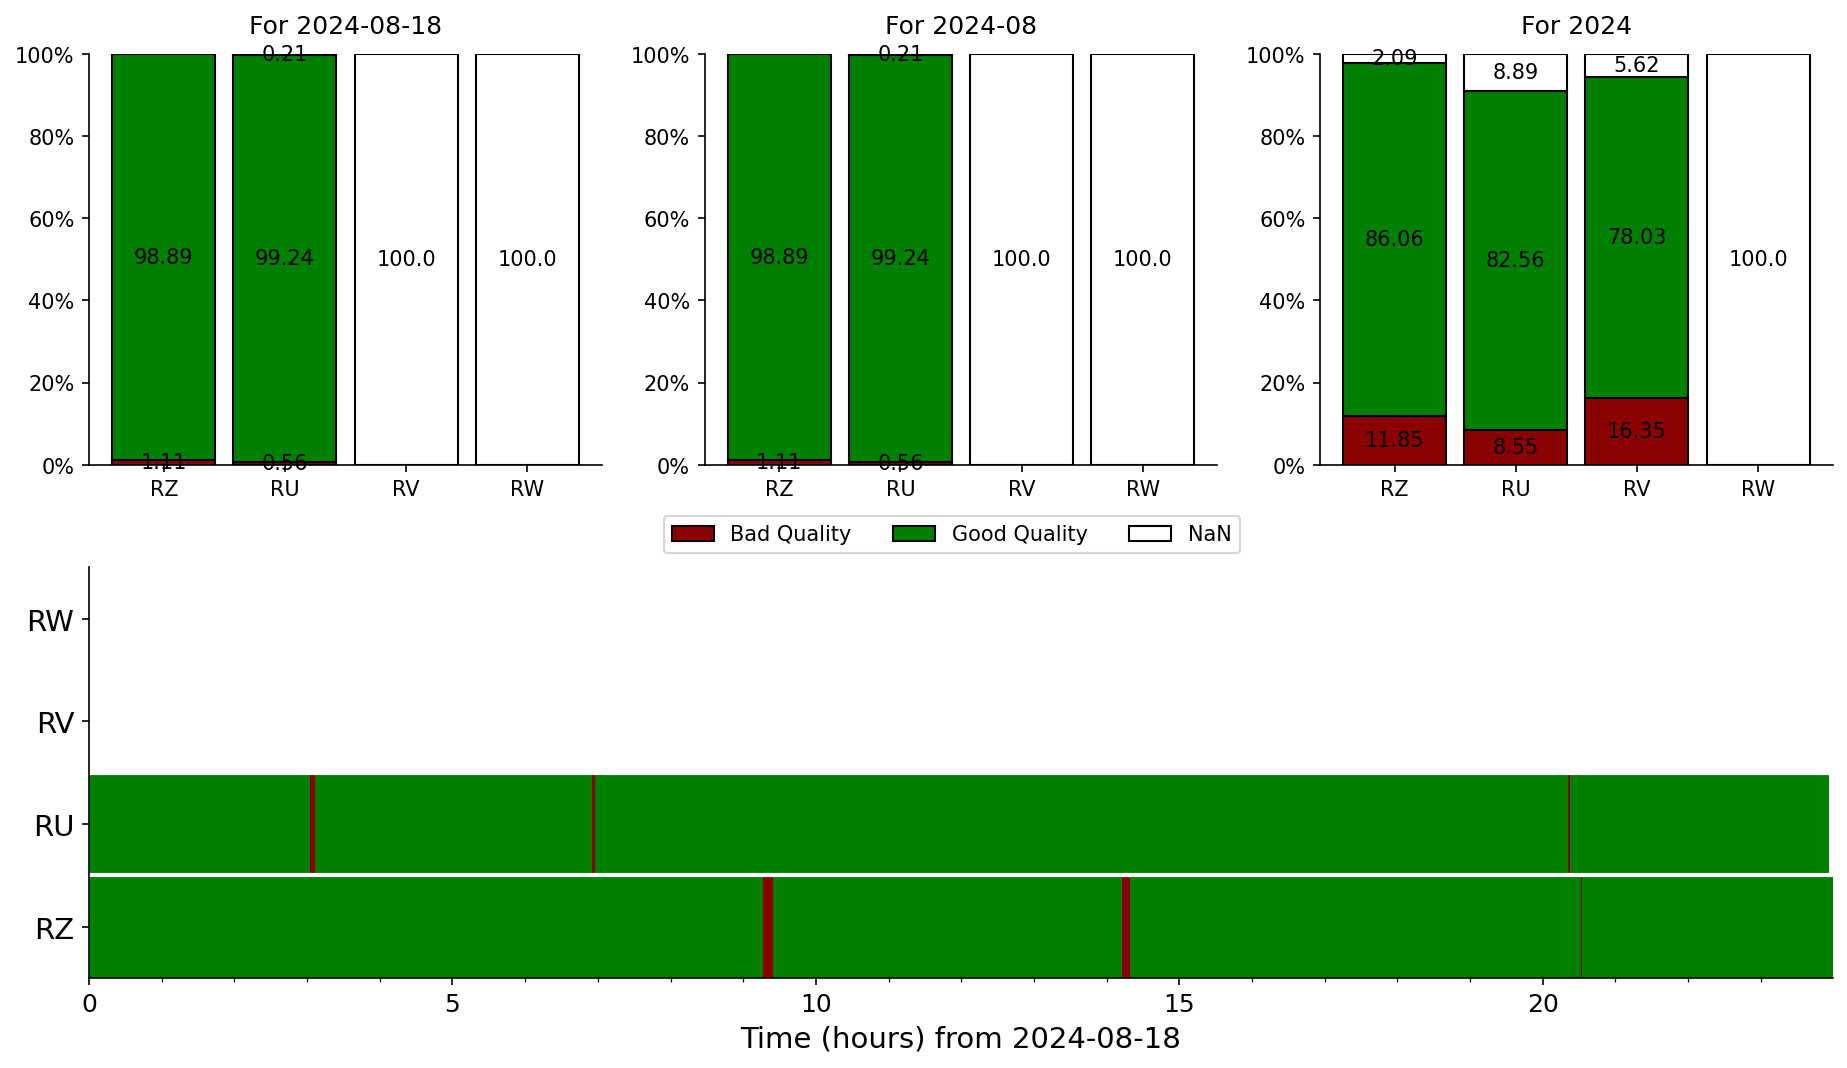 For 2024-08-18
100%
80%
60%
40%
20%
0%
0.21
98.89
99.24
100.0
100.0
1.11
0.56
RZ
RU
RV
RW
For 2024-08
100%
80%
60%
40%
20%
0%
0.21
98.89
99.24
100.0
100.0
1.11
0.56
RZ
RU
RV
RW
For 2024
100%
80%
60%
40%
20%
0%
2.09
8.89
5.62
86.06
82.56
78.03
100.0
11.85
8.55
16.35
RZ
RU
RV
RW
Bad Quality
Good Quality
NaN
RW
RV
RU
RZ
0
5
10
15
20
Time (hours) from 2024-08-18